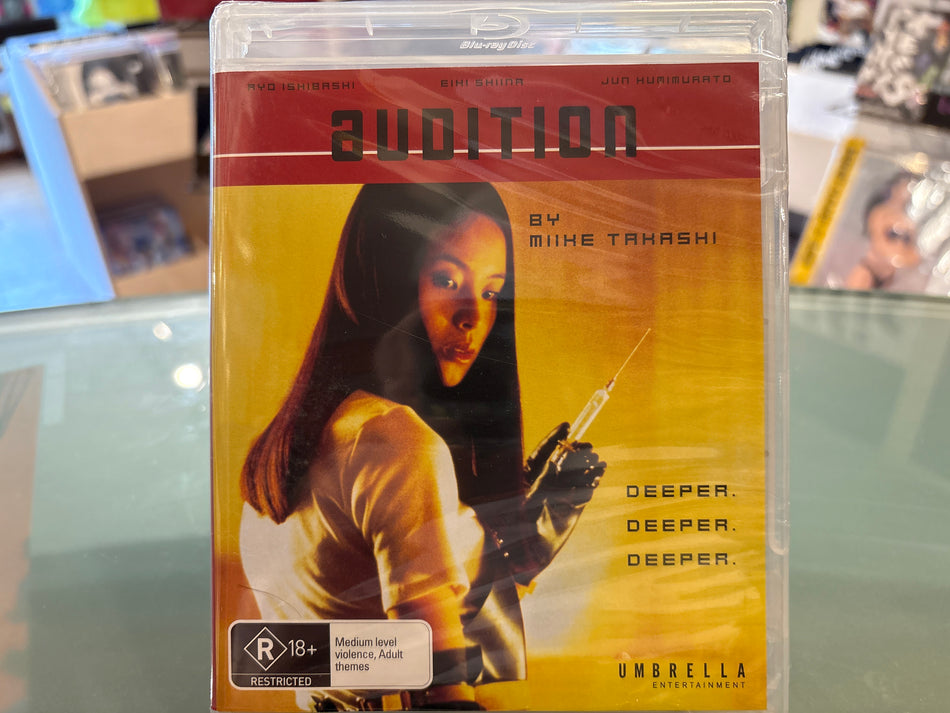 Blu-ray Disc
RYO ISHIBASHI EIHI SHIINA JUN KUMIMURATO
AUDITION
BY
MIIKE TAKASHI
DEEPER.
DEEPER.
DEEPER.
R 18+
RESTRICTED
Medium level
violence, Adult
themes
UMBRELLA
ENTERTAINMENT